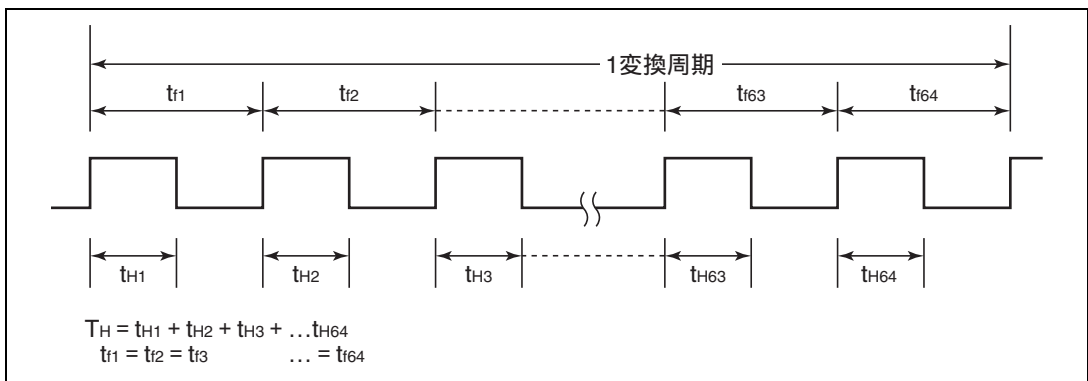 1変換周期
tf1 tf2 tf63 tf64
tH1 tH2 tH3 tH63 tH64
TH = tH1 + tH2 + tH3 + …tH64
tf1 = tf2 = tf3 … = tf64